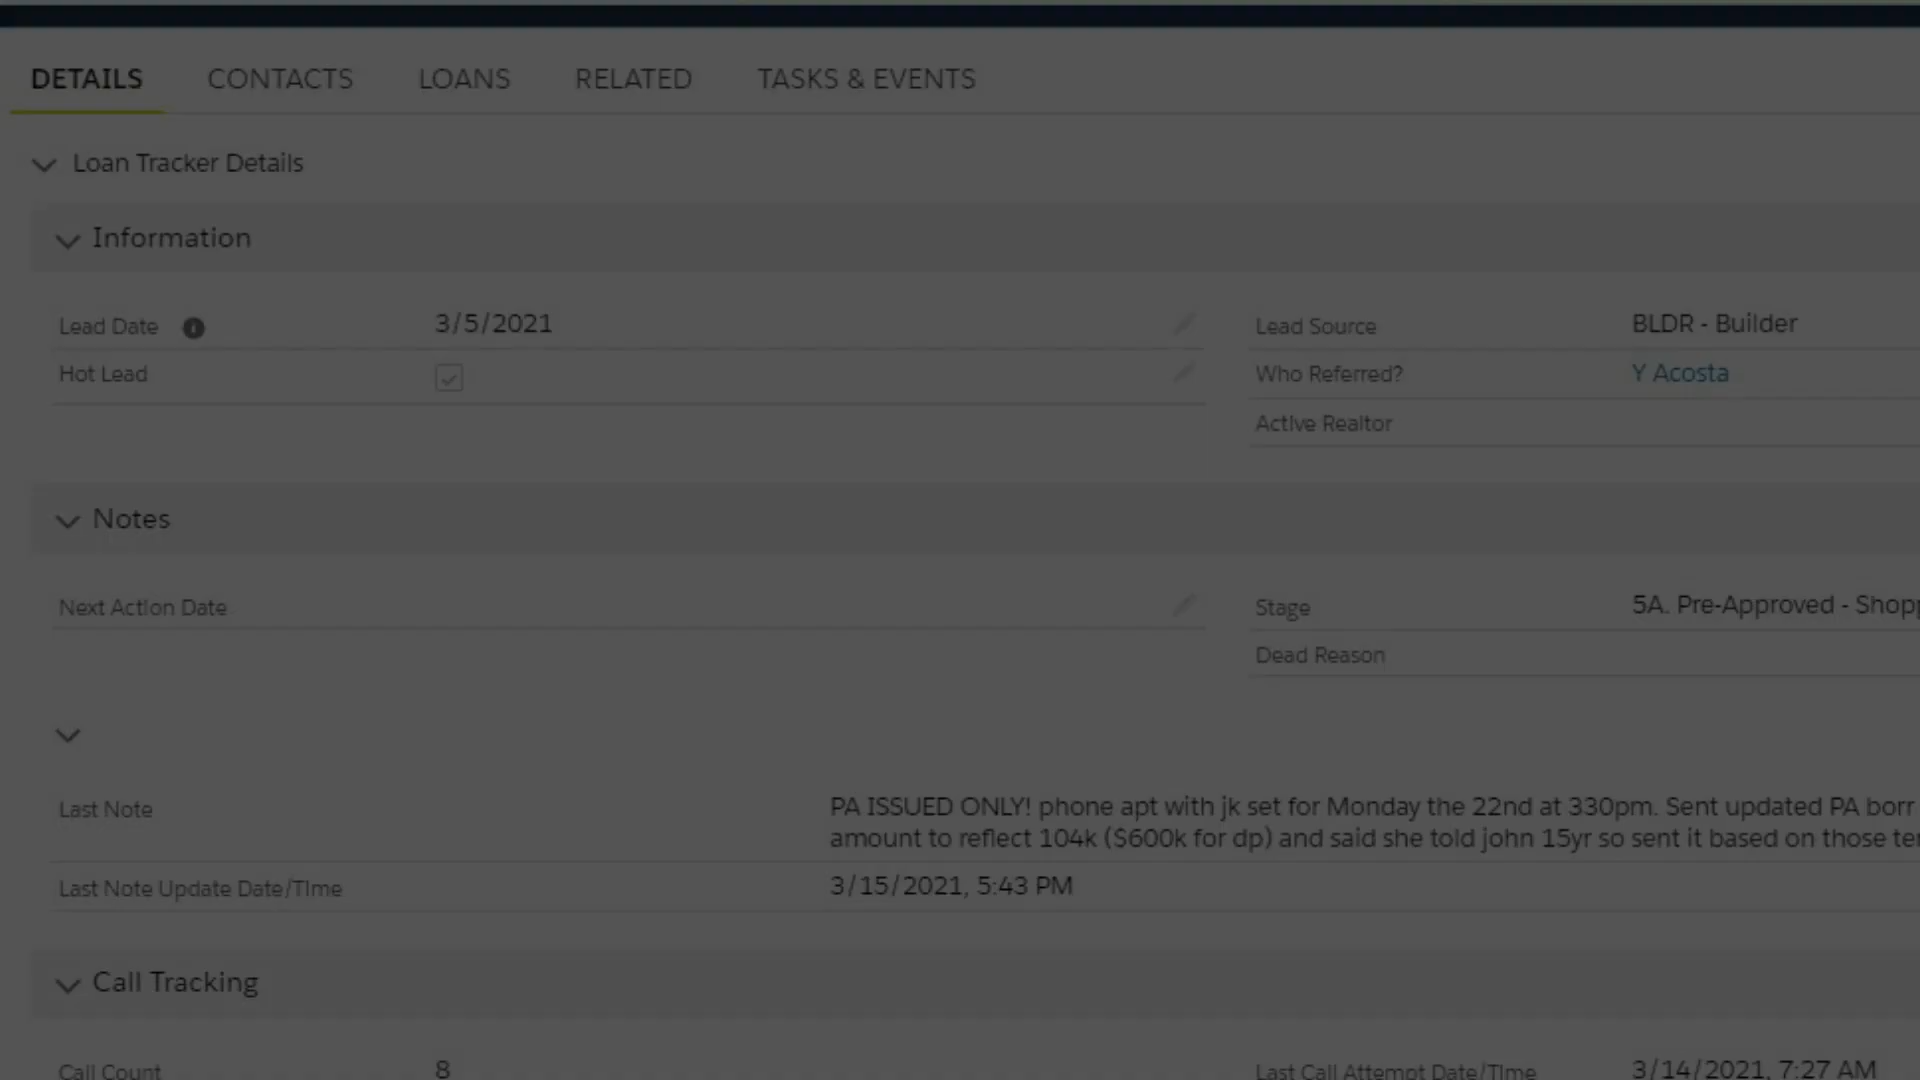 DETAILS CONTACTS LOANS RELATED TASKS & EVENTS
Loan Tracker Details
Information
Lead Date 3/5/2021 Lead Source BLDR - Builder
Hot Lead Who Referred? Y Acosta
Active Realtor
Notes
Next Action Date Stage 5A. Pre-Approved -
Dead Reason
Last Note PA ISSUED ONLY! phone apt with jk set for Monday the 22nd at 330pm. Sent updated PA borr
amount to reflect 104k ($600k for dp) and said she told john 15yr so sent it based on those
Last Note Update Date/Time 3/15/2021, 5:43 PM
Call Tracking
Call Count 8 Last Call Attempt Date/Time 3/14/2021, 7:27 AM